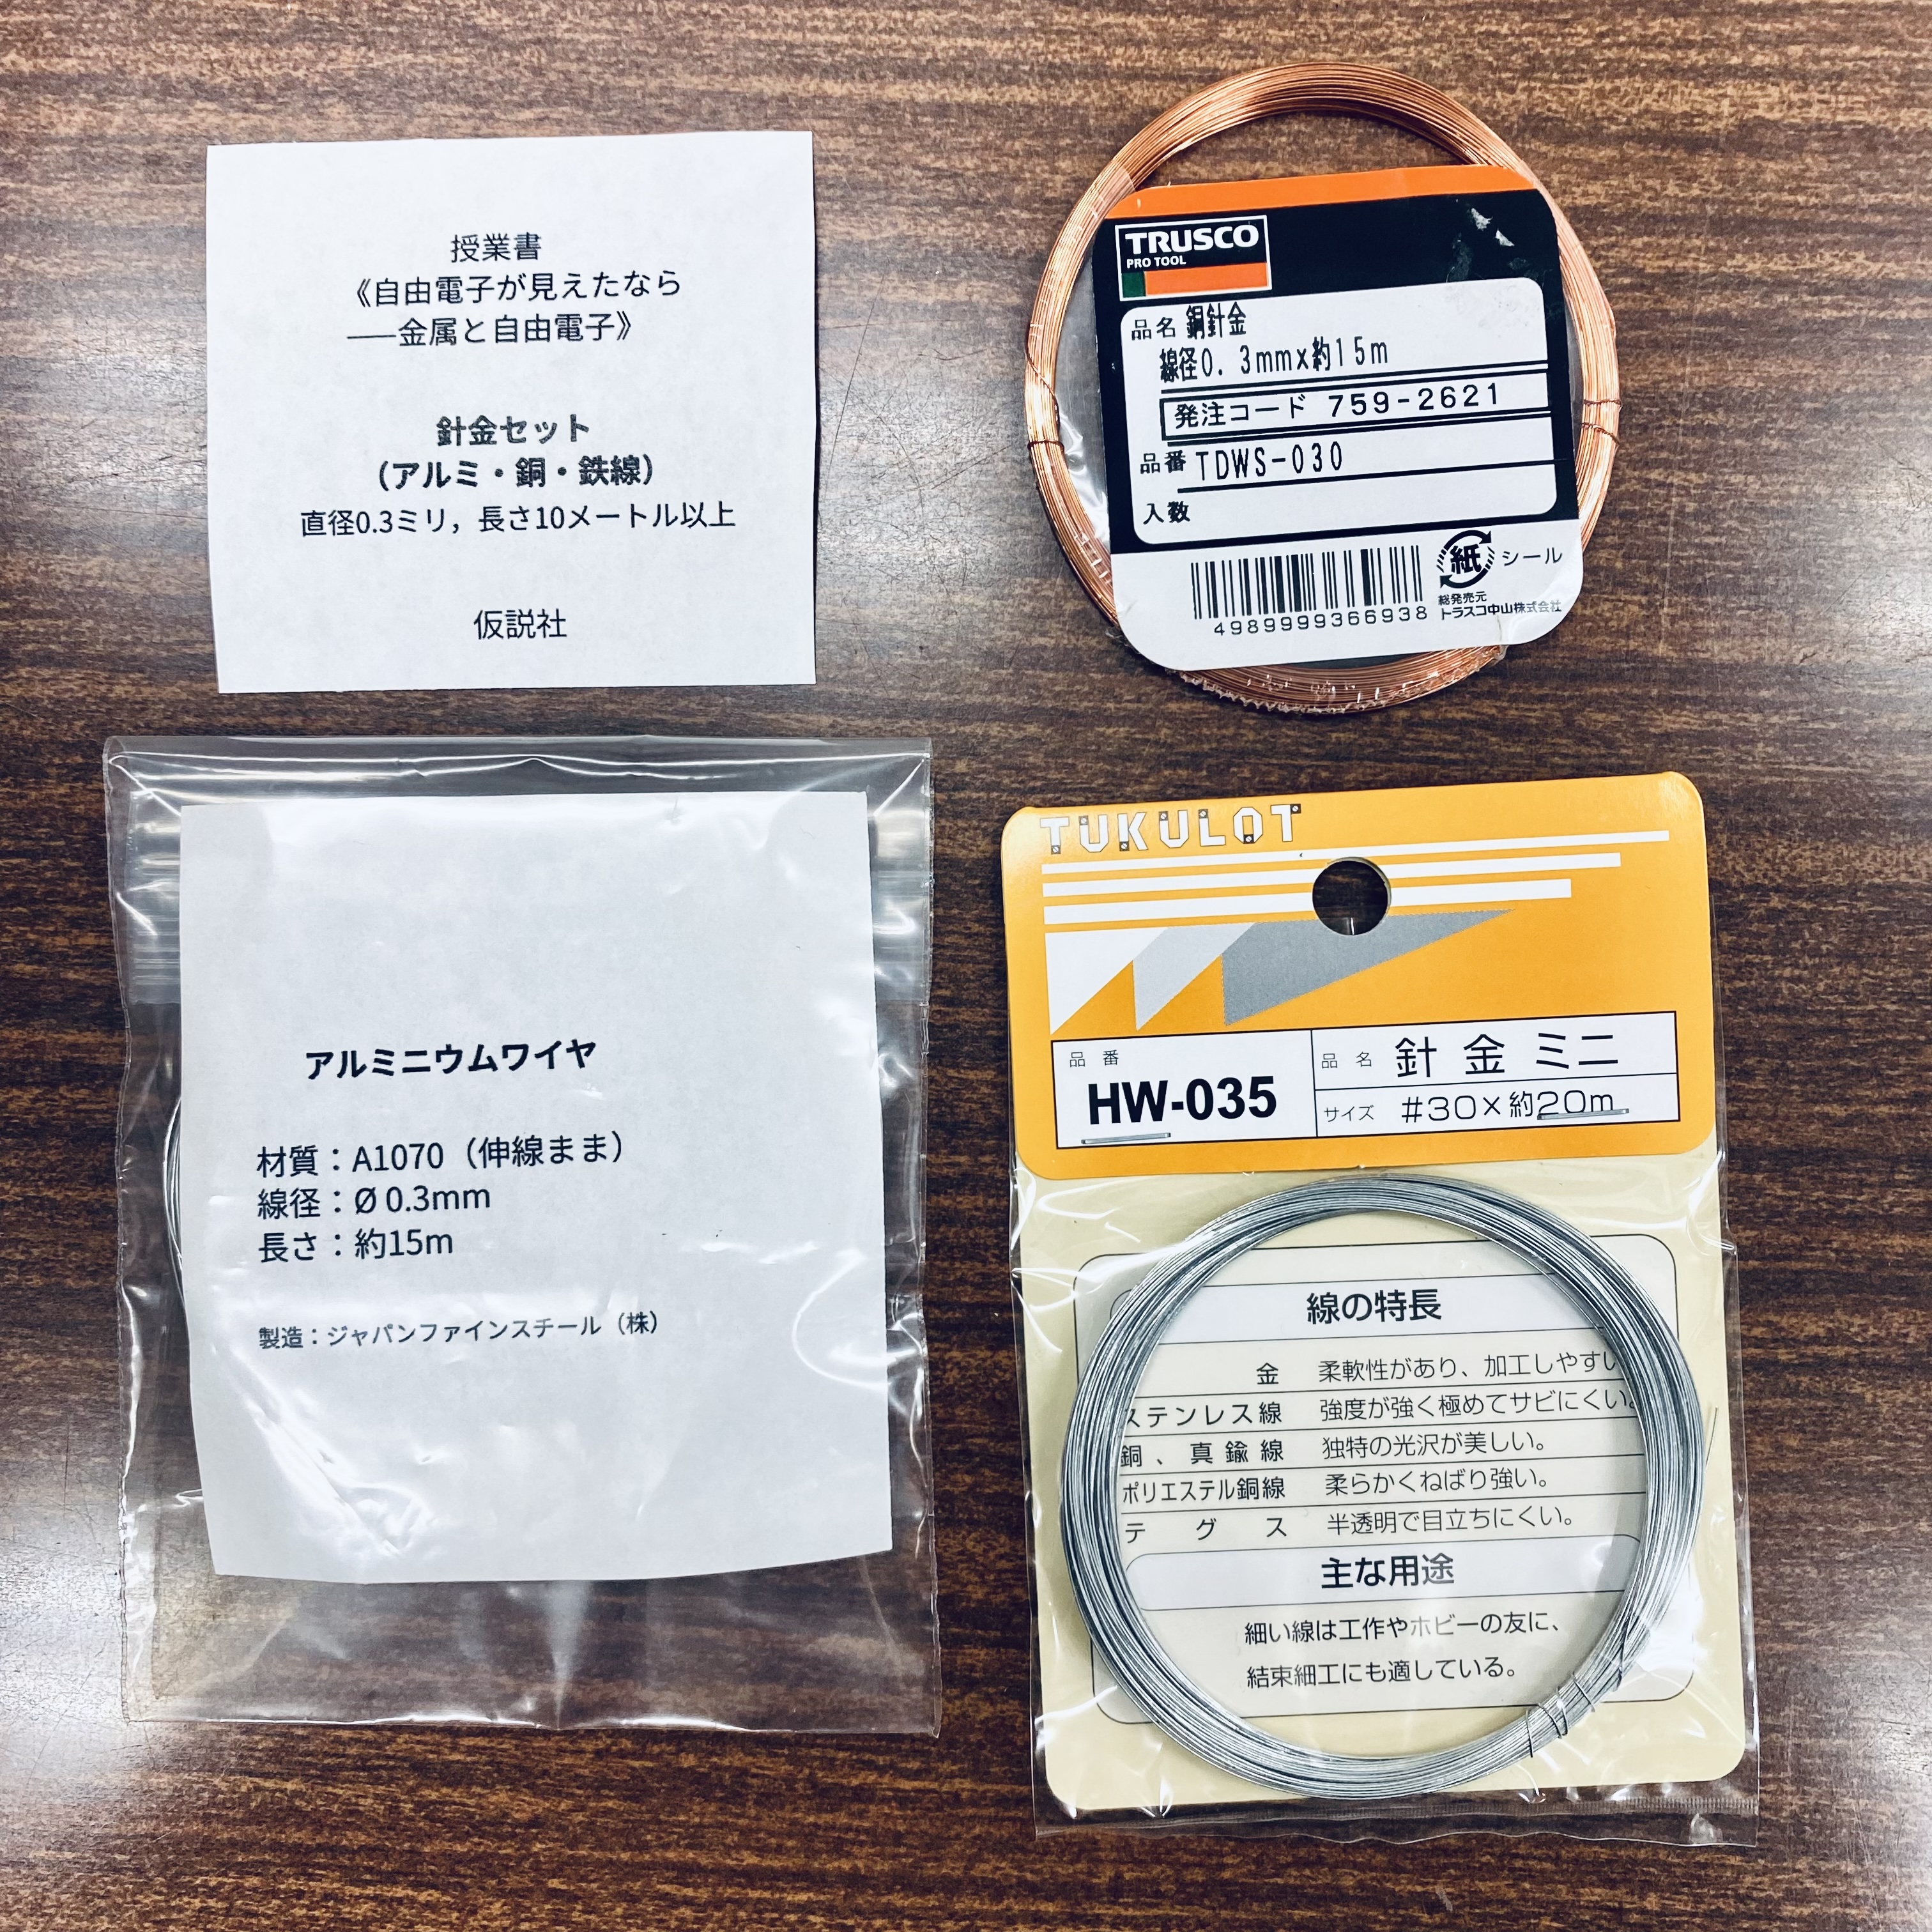 授業書
《自由電子が見えたなら
──金属と自由電子》
針金セット
（アルミ・銅・鉄線）
直径0.3ミリ，長さ10メートル以上
仮説社
TRUSCO
PRO TOOL
品名 銅針金
線径0.3mmx約15m
発注コード 759-2621
品番 TDWS-030
入数
紙 シール
総発売元
トラスコ中山株式会社
4989999366938
アルミニウムワイヤ
材質：A1070（伸線まま）
線径：Ø 0.3mm
長さ：約15m
製造：ジャパンファインスチール（株）
TUKULOT
品番 HW-035
品名 針金ミニ
サイズ #30×約20m
線の特長
金 柔軟性があり、加工しやすい
ステンレス線 強度が強く極めてサビにくい。
銅、真鍮線 独特の光沢が美しい。
ポリエステル銅線 柔らかくねばり強い。
テグス 半透明で目立ちにくい。
主な用途
細い線は工作やホビーの友に、
結束細工にも適している。